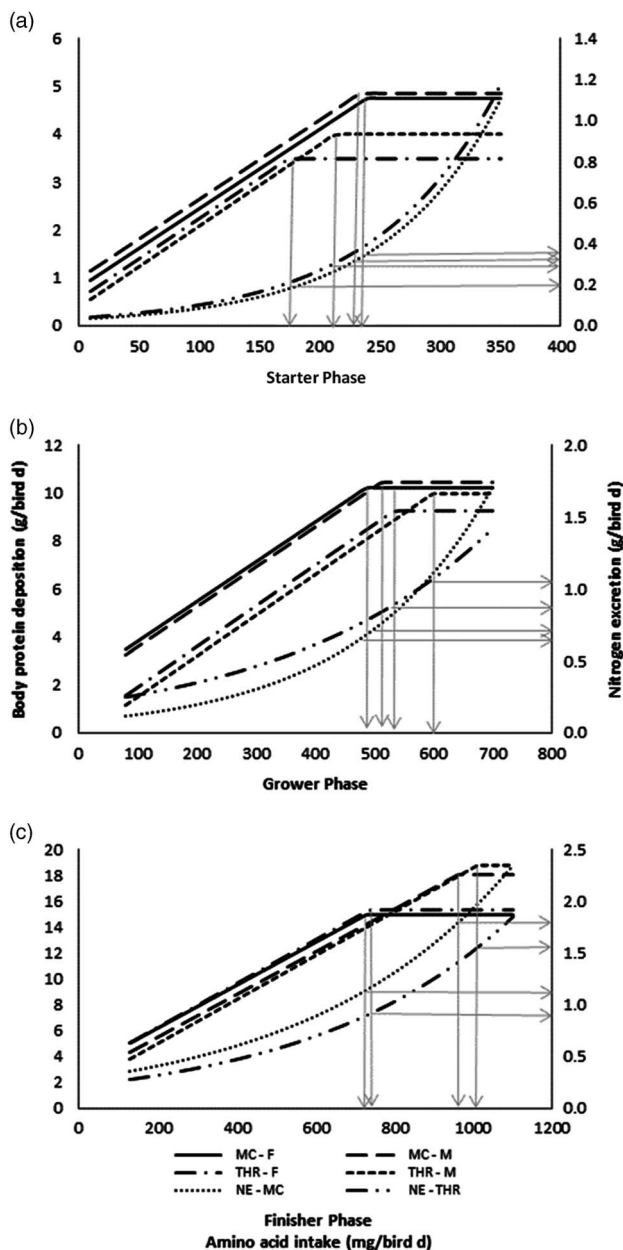 (a)
6
5
4
3
2
1
0
1.4
1.2
1.0
0.8
0.6
0.4
0.2
0.0
0 50 100 150 200 250 300 350 400
Starter Phase
(b)
Body protein deposition (g/bird d)
12
10
8
6
4
2
0
2.0
1.5
1.0
0.5
0.0
Nitrogen excretion (g/bird d)
0 100 200 300 400 500 600 700 800
Grower Phase
(c)
20
18
16
14
12
10
8
6
4
2
0
2.5
2.0
1.5
1.0
0.5
0.0
0 200 400 600 800 1000 1200
MC - F MC - M
THR - F THR - M
NE - MC NE - THR
Finisher Phase
Amino acid intake (mg/bird d)